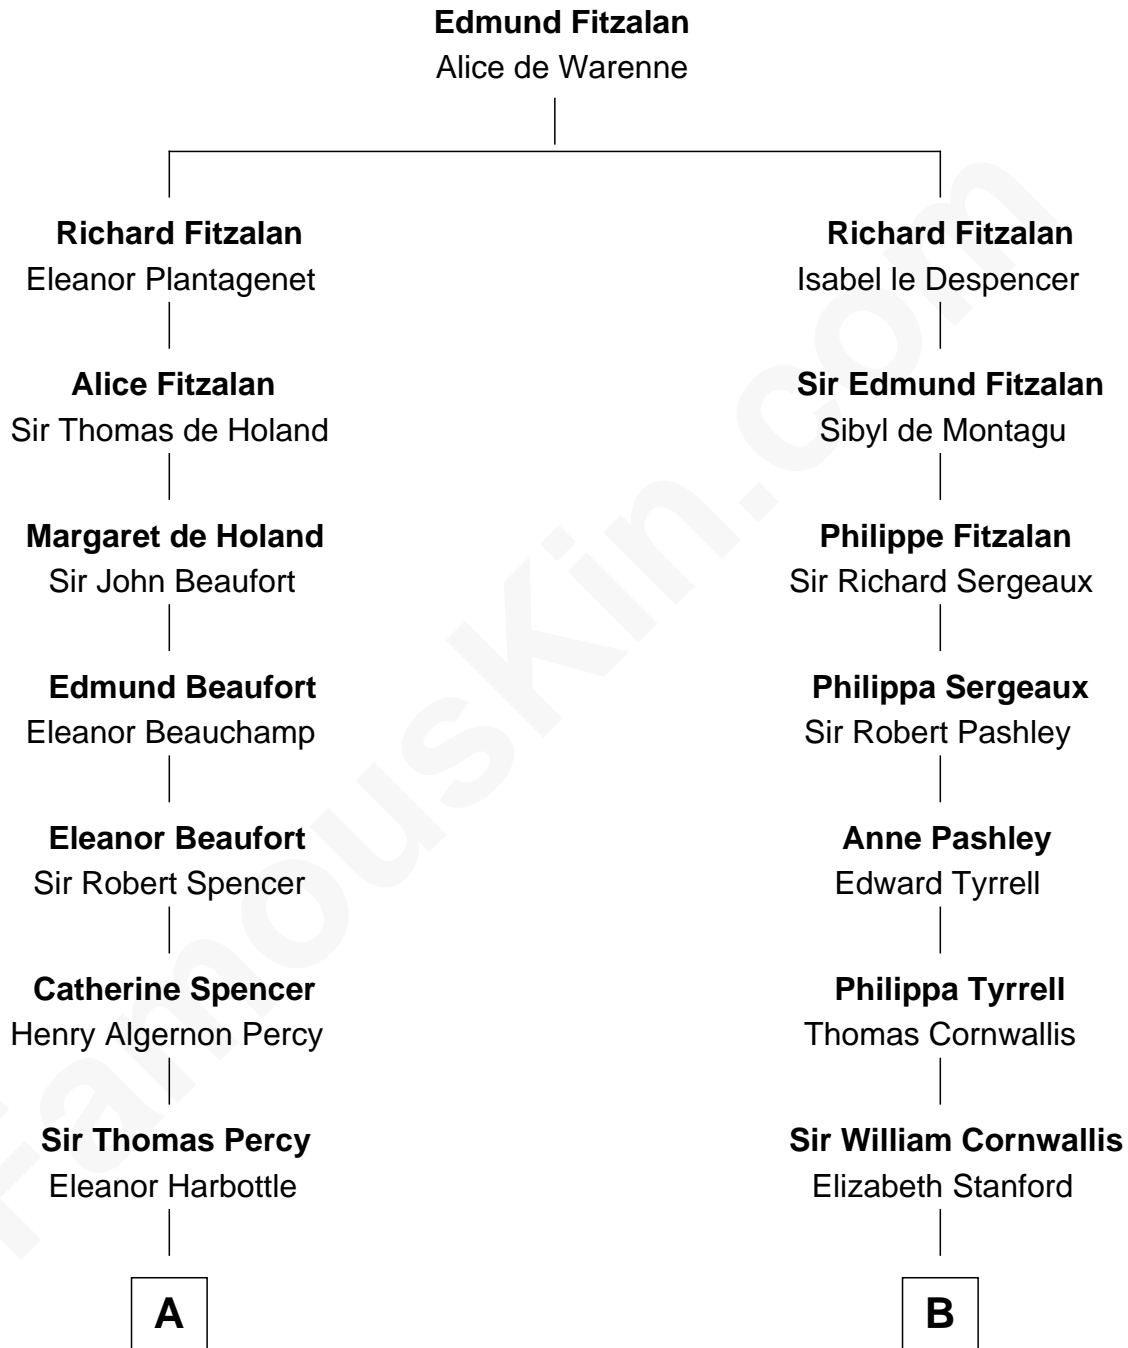 Edmund Fitzalan
Alice de Warenne
Richard Fitzalan
Eleanor Plantagenet
Richard Fitzalan
Isabel le Despencer
Alice Fitzalan
Sir Thomas de Holand
Sir Edmund Fitzalan
Sibyl de Montagu
Margaret de Holand
Sir John Beaufort
Philippe Fitzalan
Sir Richard Sergeaux
Edmund Beaufort
Eleanor Beauchamp
Philippa Sergeaux
Sir Robert Pashley
Eleanor Beaufort
Sir Robert Spencer
Anne Pashley
Edward Tyrrell
Catherine Spencer
Henry Algernon Percy
Philippa Tyrrell
Thomas Cornwallis
Sir Thomas Percy
Eleanor Harbottle
Sir William Cornwallis
Elizabeth Stanford
A
B
FamousKin.com